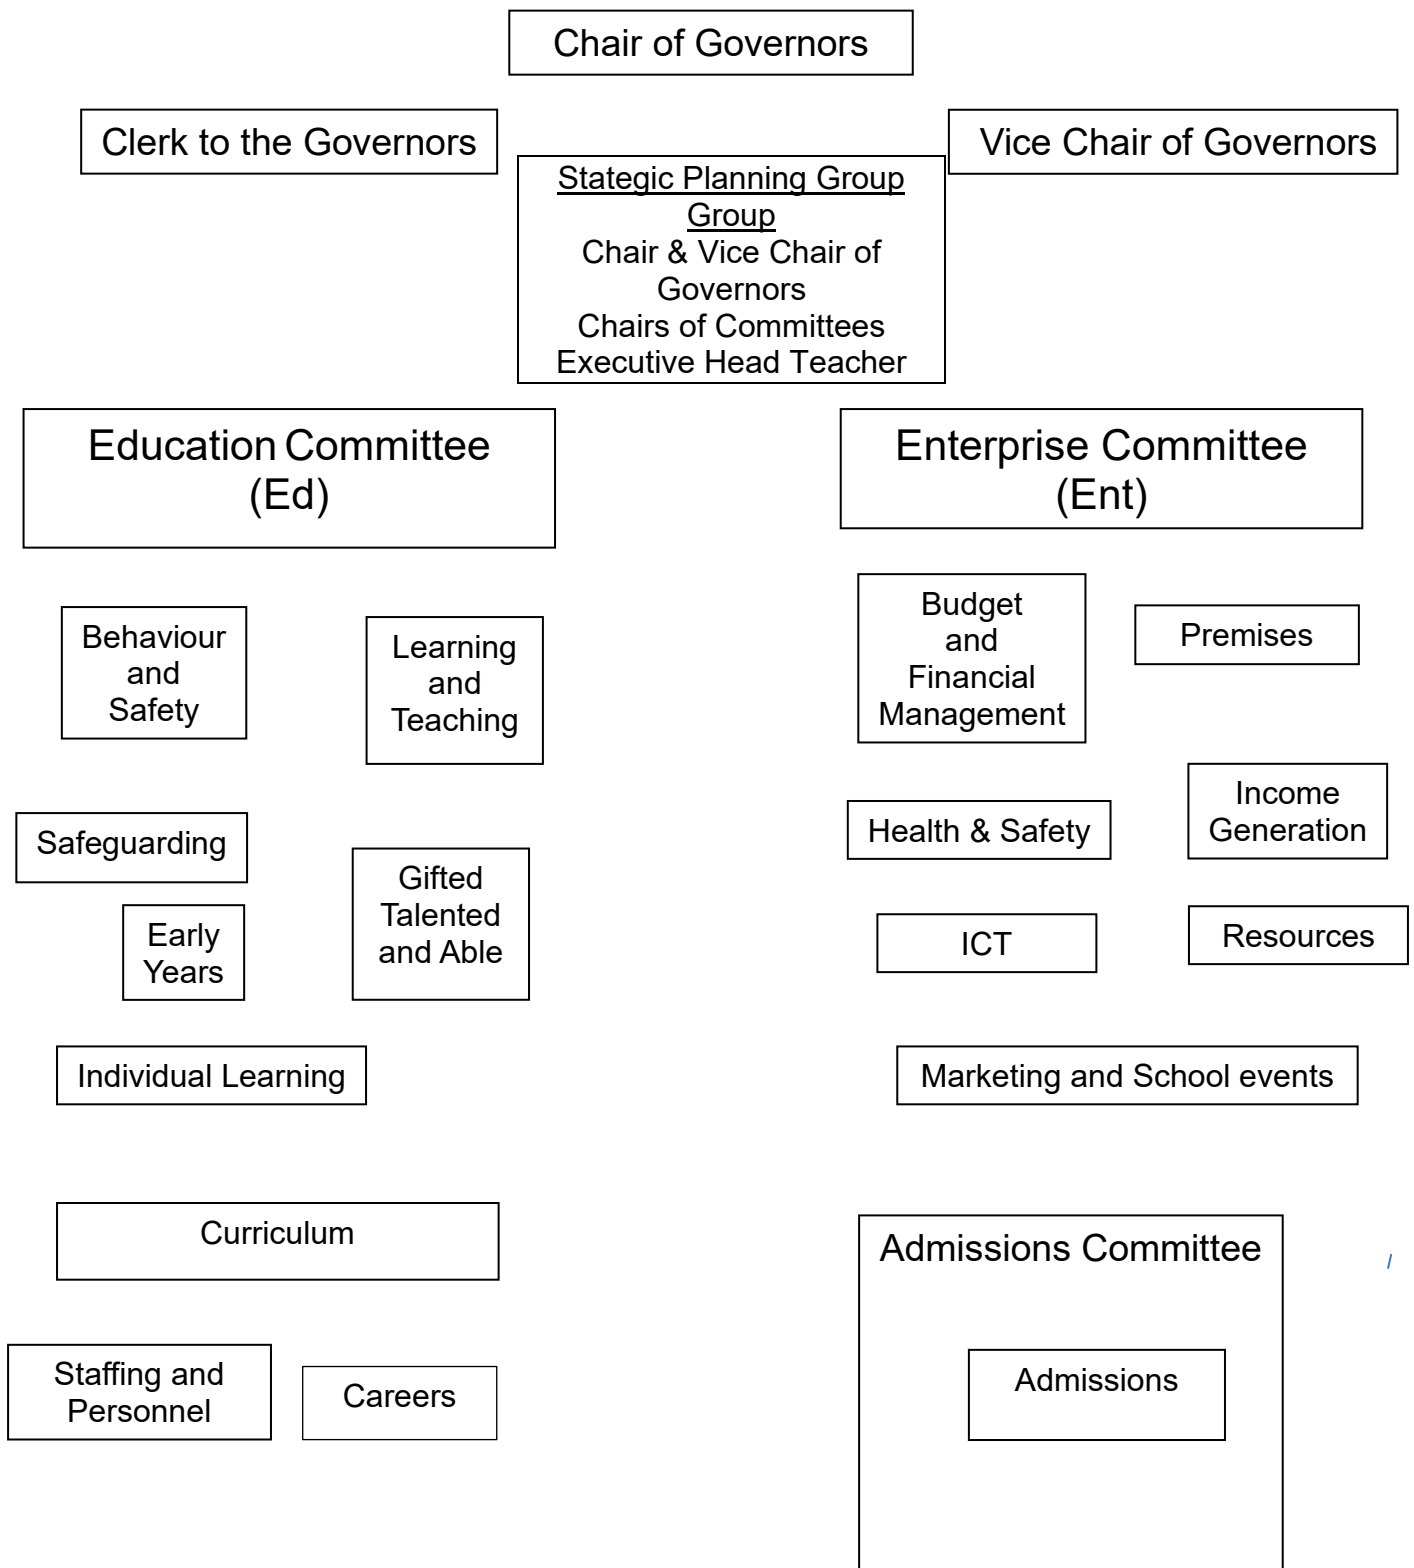 Chair of Governors
Clerk to the Governors
Vice Chair of Governors
Stategic Planning Group
Group
Chair & Vice Chair of
Governors
Chairs of Committees
Executive Head Teacher
Education Committee
(Ed)
Enterprise Committee
(Ent)
Behaviour
and
Safety
Learning
and
Teaching
Budget
and
Financial
Management
Premises
Safeguarding
Gifted
Talented
and Able
Early
Years
Health & Safety
Income
Generation
ICT
Resources
Individual Learning
Marketing and School events
Curriculum
Admissions Committee
Staffing and
Personnel
Careers
Admissions